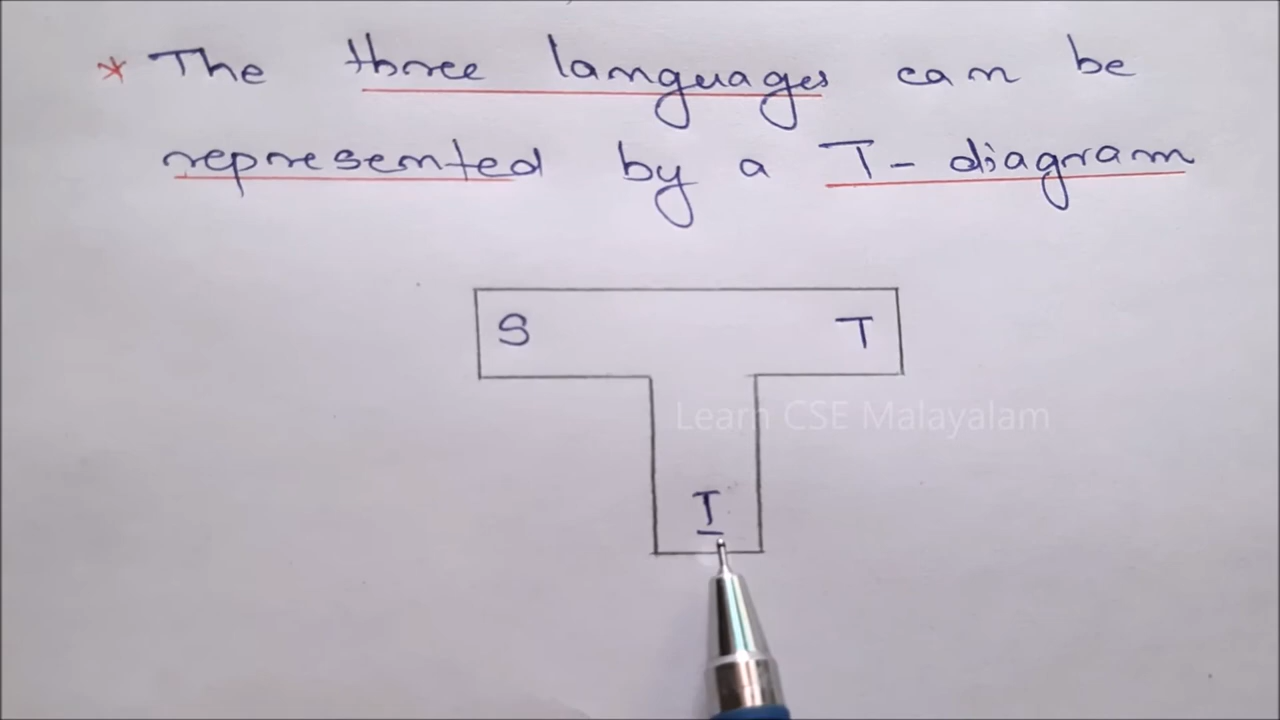 * The three languages can be
represented by a T- diagram
S T
Learn CSE Malayalam
I